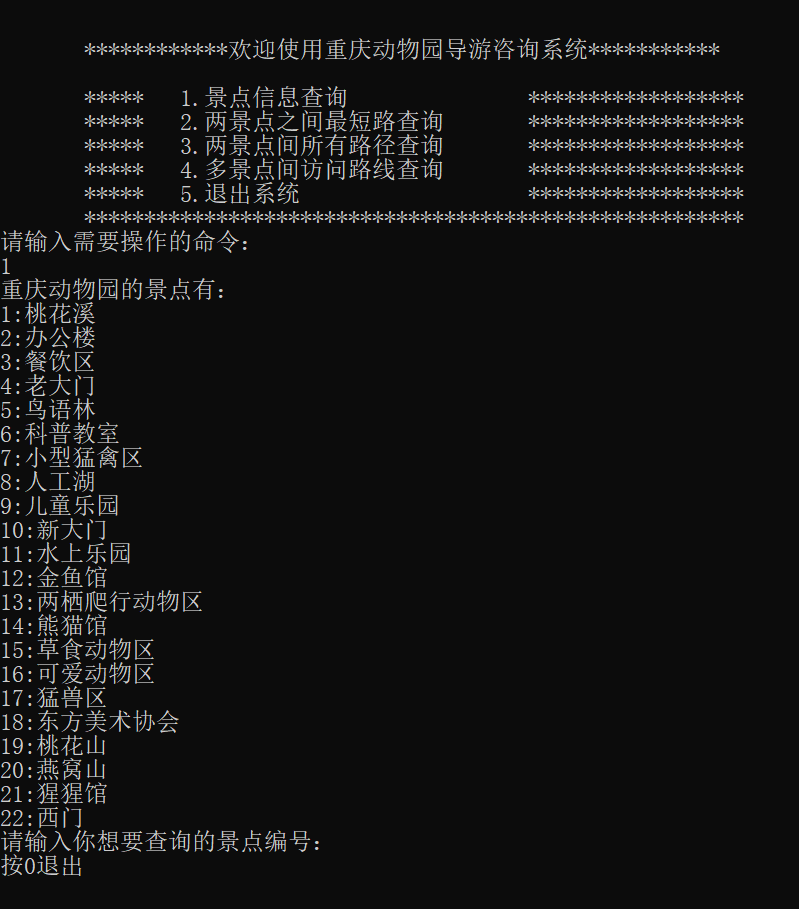 ************欢迎使用重庆动物园导游咨询系统***********
*****   1.景点信息查询               ******************
*****   2.两景点之间最短路查询       ******************
*****   3.两景点间所有路径查询       ******************
*****   4.多景点间访问路线查询       ******************
*****   5.退出系统                   ******************
*******************************************************
请输入需要操作的命令:
1
重庆动物园的景点有:
1:桃花溪
2:办公楼
3:餐饮区
4:老大门
5:鸟语林
6:科普教室
7:小型猛禽区
8:人工湖
9:儿童乐园
10:新大门
11:水上乐园
12:金鱼馆
13:两栖爬行动物区
14:熊猫馆
15:草食动物区
16:可爱动物区
17:猛兽区
18:东方美术协会
19:桃花山
20:燕窝山
21:猩猩馆
22:西门
请输入你想要查询的景点编号:
按0退出